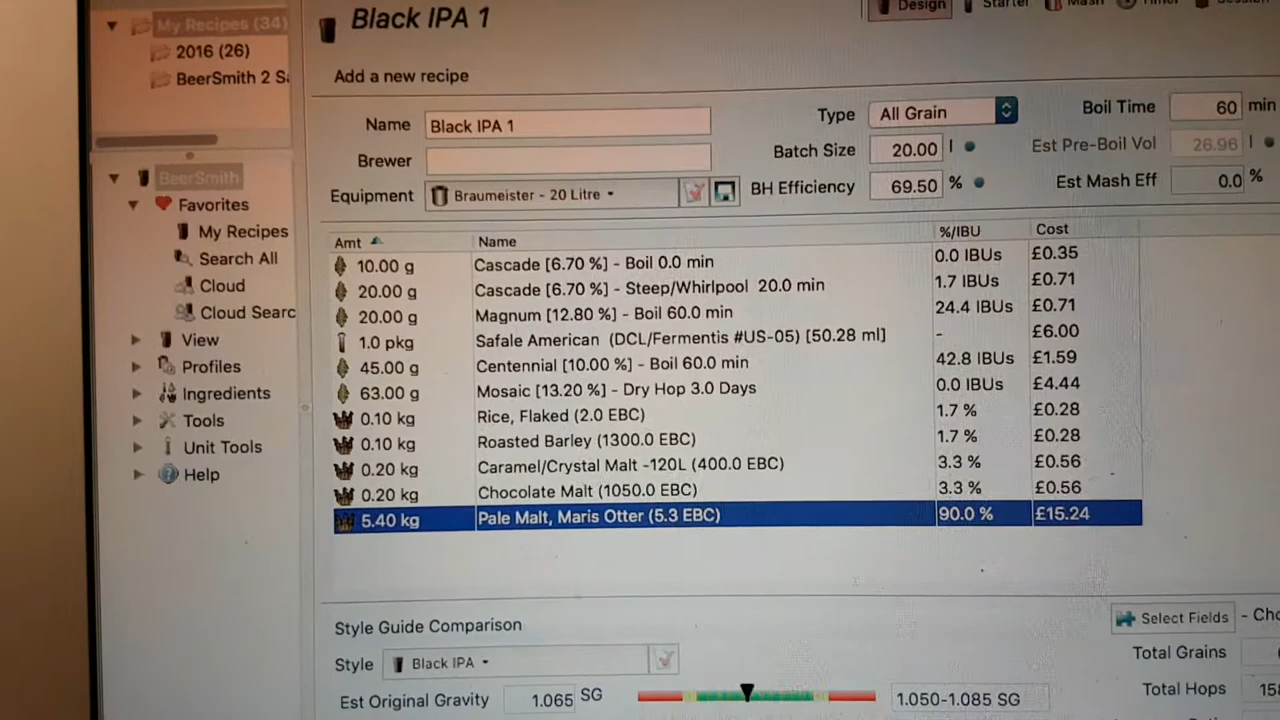 My Recipes (34)
2016 (26)
BeerSmith 2 Sa
BeerSmith
Favorites
My Recipes
Search All
Cloud
Cloud Searc
View
Profiles
Ingredients
Tools
Unit Tools
Help
Black IPA 1
Design
Starter
Mash
Timer
Session
Add a new recipe
Name Black IPA 1 Type All Grain Boil Time 60 min
Brewer Batch Size 20.00 l Est Pre-Boil Vol 26.96 l
Equipment Braumeister - 20 Litre BH Efficiency 69.50 % Est Mash Eff 0.0 %
Amt Name %/IBU Cost
10.00 g Cascade [6.70 %] - Boil 0.0 min 0.0 IBUs £0.35
20.00 g Cascade [6.70 %] - Steep/Whirlpool 20.0 min 1.7 IBUs £0.71
20.00 g Magnum [12.80 %] - Boil 60.0 min 24.4 IBUs £0.71
1.0 pkg Safale American (DCL/Fermentis #US-05) [50.28 ml] - £6.00
45.00 g Centennial [10.00 %] - Boil 60.0 min 42.8 IBUs £1.59
63.00 g Mosaic [13.20 %] - Dry Hop 3.0 Days 0.0 IBUs £4.44
0.10 kg Rice, Flaked (2.0 EBC) 1.7 % £0.28
0.10 kg Roasted Barley (1300.0 EBC) 1.7 % £0.28
0.20 kg Caramel/Crystal Malt -120L (400.0 EBC) 3.3 % £0.56
0.20 kg Chocolate Malt (1050.0 EBC) 3.3 % £0.56
5.40 kg Pale Malt, Maris Otter (5.3 EBC) 90.0 % £15.24
Style Guide Comparison
Select Fields - Cho
Style Black IPA
Total Grains
Est Original Gravity 1.065 SG 1.050-1.085 SG
Total Hops 15